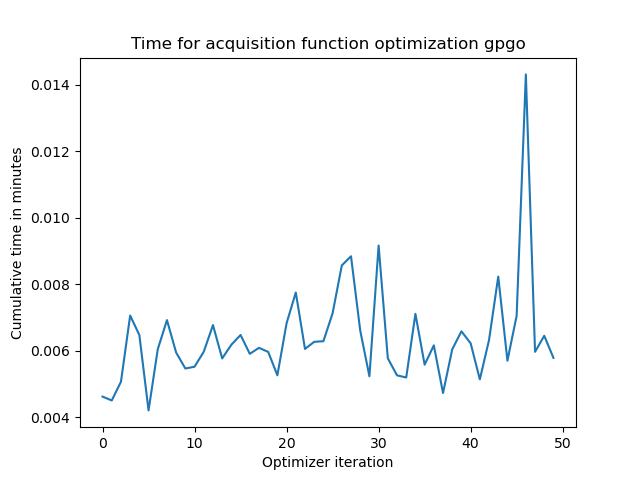 Time for acquisition function optimization gpgo
Cumulative time in minutes
0.014
0.012
0.010
0.008
0.006
0.004
0 10 20 30 40 50
Optimizer iteration